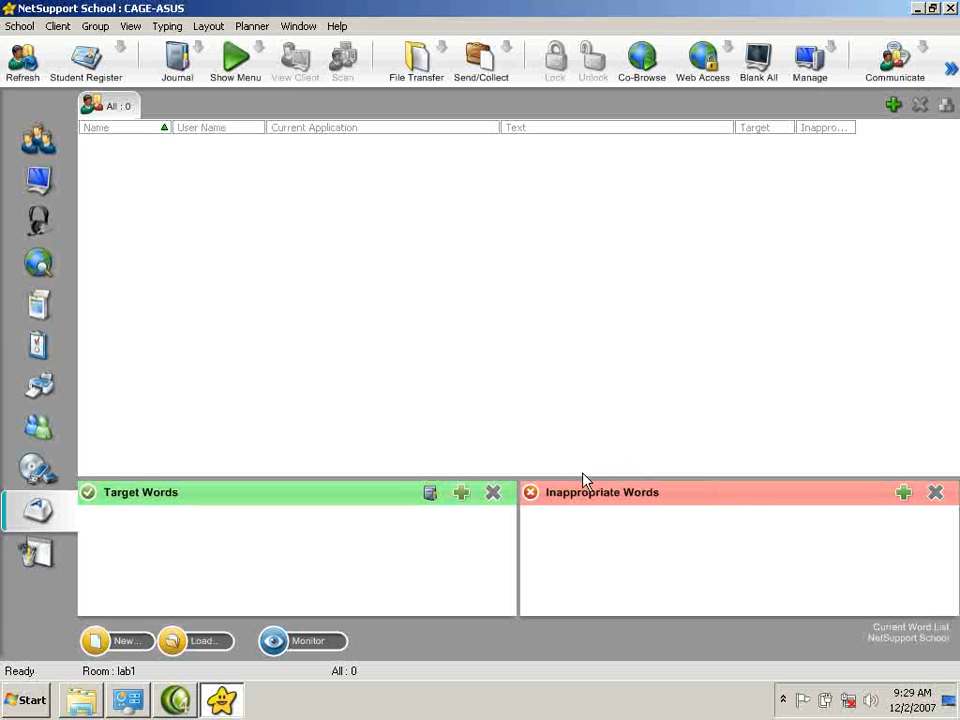 NetSupport School : CAGE-ASUS
School Client Group View Typing Layout Planner Window Help
Refresh Student Register Journal Show Menu View Client Scan File Transfer Send/Collect Lock Unlock Co-Browse Web Access Blank All Manage Communicate
All : 0
Name User Name Current Application Text Target Inappro...
Target Words Inappropriate Words
New... Load.. Monitor
Current Word List
NetSupport School
Ready Room : lab1 All : 0
Start 9:29 AM
12/2/2007